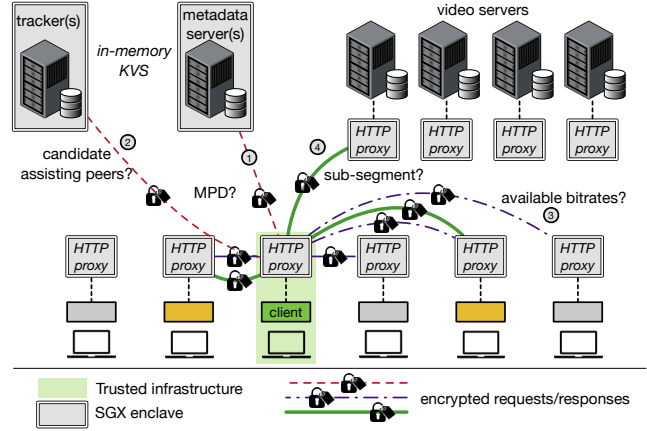 tracker(s)
metadata
server(s)
in-memory
KVS
video servers
HTTP
proxy
HTTP
proxy
HTTP
proxy
HTTP
proxy
2
1
4
candidate
assisting peers?
MPD?
sub-segment?
available bitrates?
3
HTTP
proxy
HTTP
proxy
HTTP
proxy
HTTP
proxy
HTTP
proxy
HTTP
proxy
client
Trusted infrastructure
SGX enclave
encrypted requests/responses